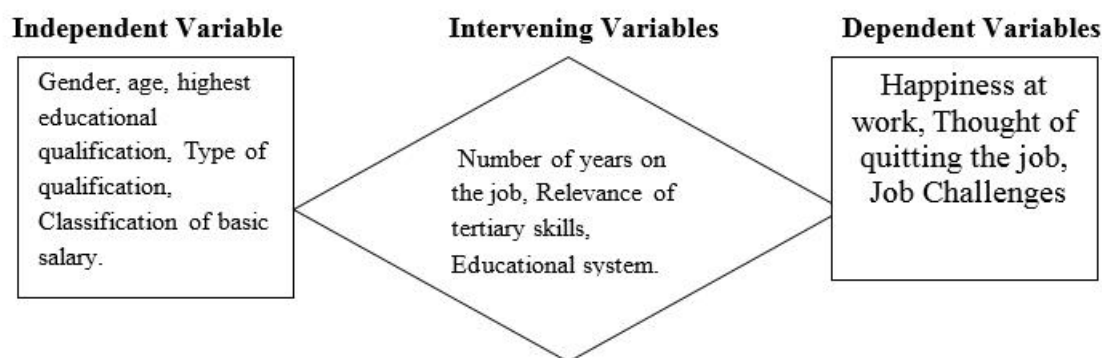 Independent Variable
Gender, age, highest
educational
qualification, Type of
qualification,
Classification of basic
salary.
Intervening Variables
Number of years on
the job, Relevance of
tertiary skills,
Educational system.
Dependent Variables
Happiness at
work, Thought of
quitting the job,
Job Challenges